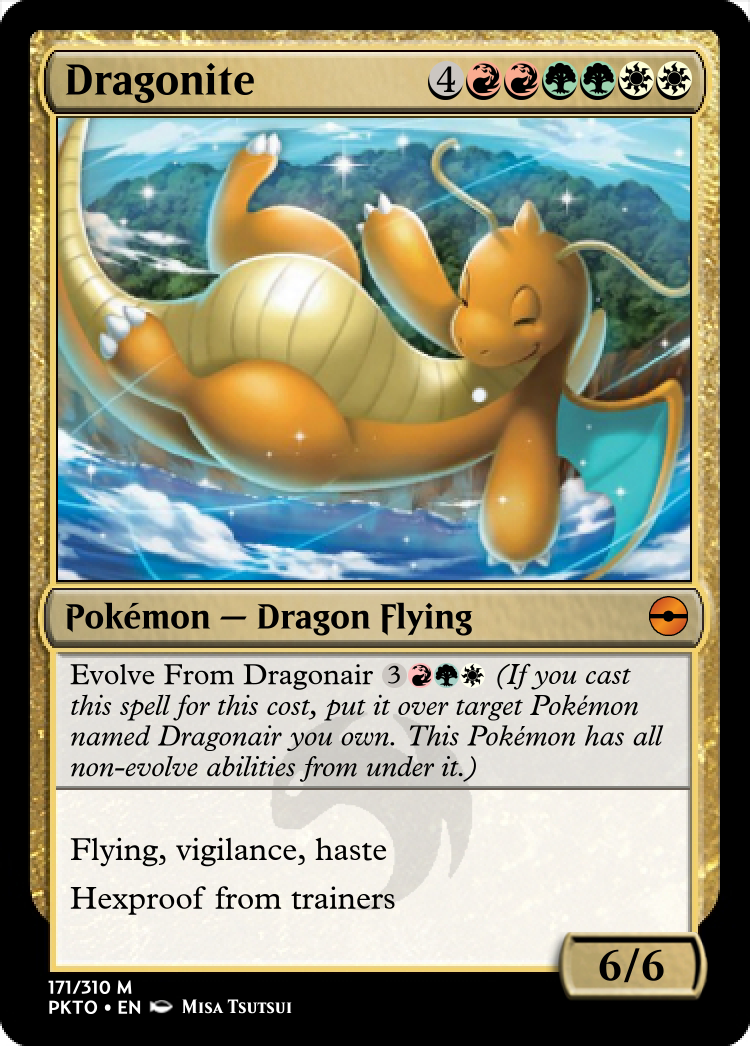 Dragonite 4
Pokémon — Dragon Flying
Evolve From Dragonair 3 (If you cast
this spell for this cost, put it over target Pokémon
named Dragonair you own. This Pokémon has all
non-evolve abilities from under it.)
Flying, vigilance, haste
Hexproof from trainers
6/6
171/310 M
PKTO • EN Misa Tsutsui